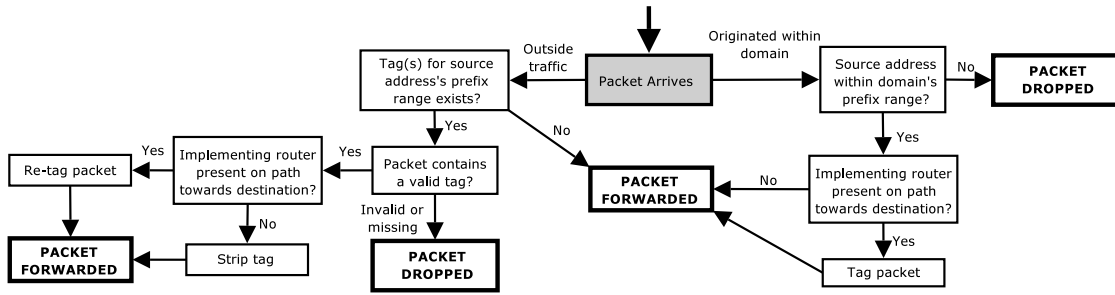 Outside
traffic
Originated within
domain
Tag(s) for source
address's prefix
range exists?
Packet Arrives
Source address
within domain's
prefix range?
No
PACKET
DROPPED
Yes
No
Yes
Re-tag packet
Yes
Implementing router
present on path
towards destination?
Yes
Packet contains
a valid tag?
PACKET
FORWARDED
No
Implementing router
present on path
towards destination?
No
Invalid or
missing
Yes
PACKET
FORWARDED
Strip tag
PACKET
DROPPED
Tag packet